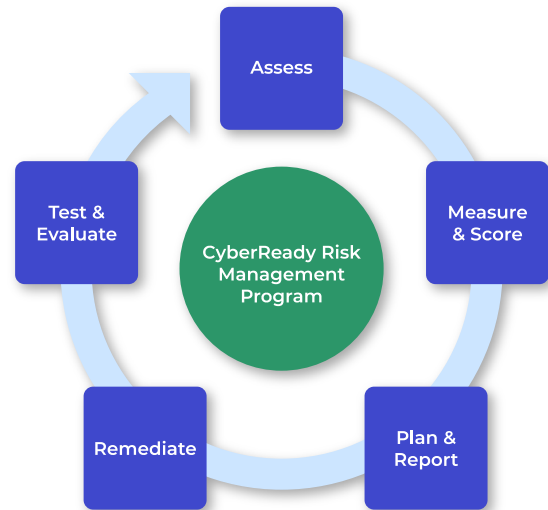 Assess
Measure
& Score
Plan &
Report
Remediate
Test &
Evaluate
CyberReady Risk
Management
Program